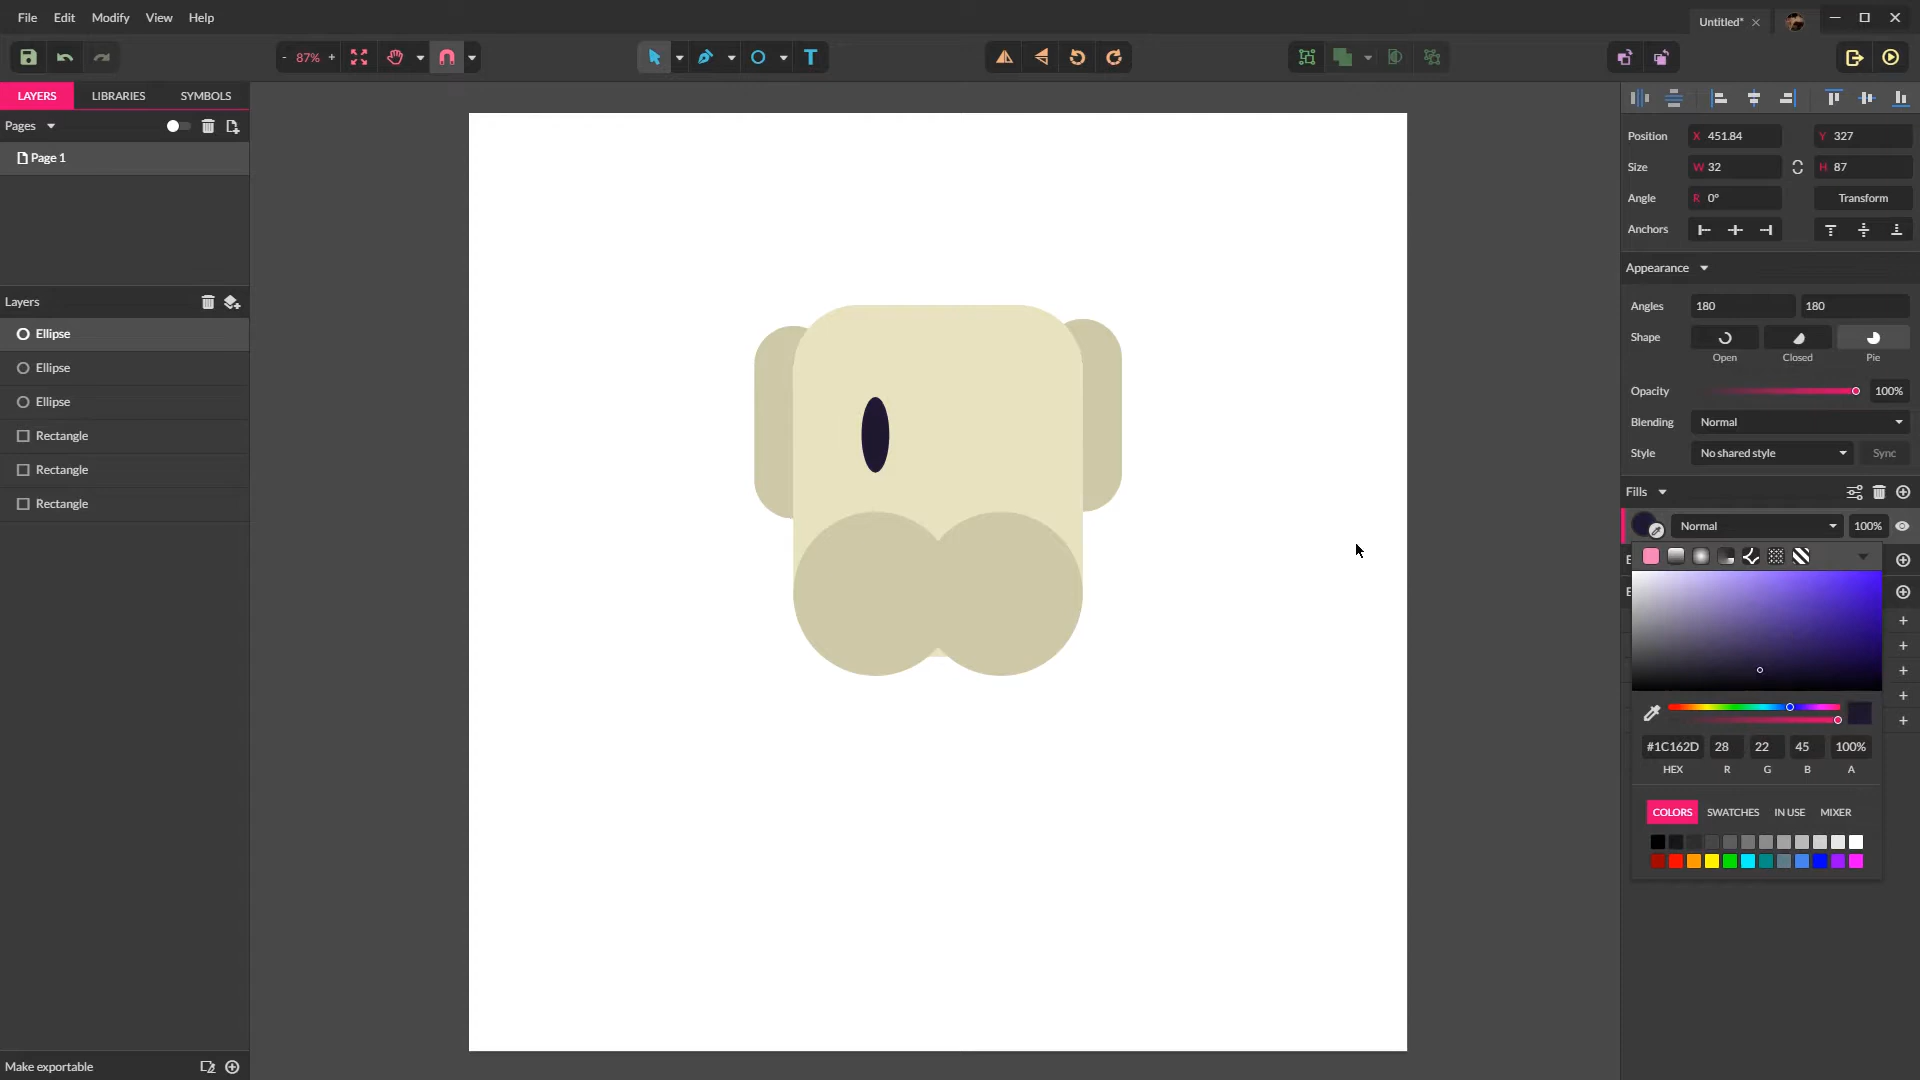 File Edit Modify View Help
Untitled*
- 87% +
T
LAYERS LIBRARIES SYMBOLS
Pages
Page 1
Layers
Ellipse
Ellipse
Ellipse
Rectangle
Rectangle
Rectangle
Make exportable
Position X 451.84 Y 327
Size W 32 H 87
Angle R 0° Transform
Anchors
Appearance
Angles 180 180
Shape
Open Closed Pie
Opacity 100%
Blending Normal
Style No shared style Sync
Fills
Normal 100%
#1C162D 28 22 45 100%
HEX R G B A
COLORS SWATCHES IN USE MIXER